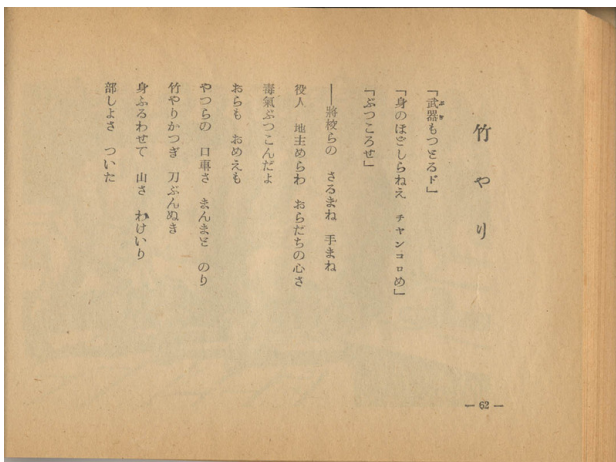 竹やり
「武器もつとるド」
「身のほどしらねえ　チヤンコロめ」
「ぶつころせ」
――將校らの　さるまね　手まね
役人　地主めらわ　おらだちの心さ
毒氣ぶつこんだよ
おらも　おめえも
やつらの　口車さ　まんまと　のり
竹やりかつぎ　刀ぶんぬき
身ふるわせて　山さ　わけいり
部しよさ　ついた
― 62 ―